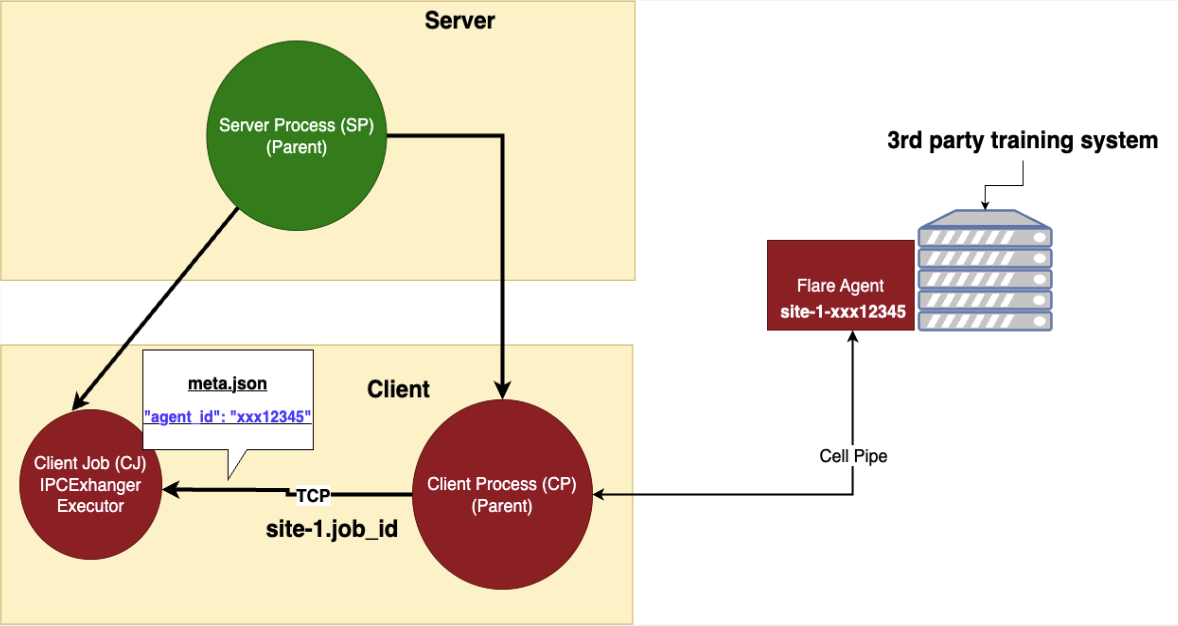 Server
Server Process (SP)
(Parent)
3rd party training system
Flare Agent
site-1-xxx12345
meta.json
"agent_id": "xxx12345"
Client
Client Job (CJ)
IPCExhanger
Executor
TCP
site-1.job_id
Client Process (CP)
(Parent)
Cell Pipe